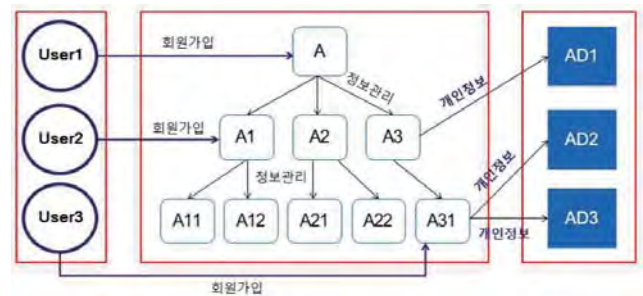 User1
회원가입
A
AD1
정보관리
개인정보
User2
회원가입
A1
A2
A3
AD2
정보관리
개인정보
User3
A11
A12
A21
A22
A31
AD3
개인정보
회원가입